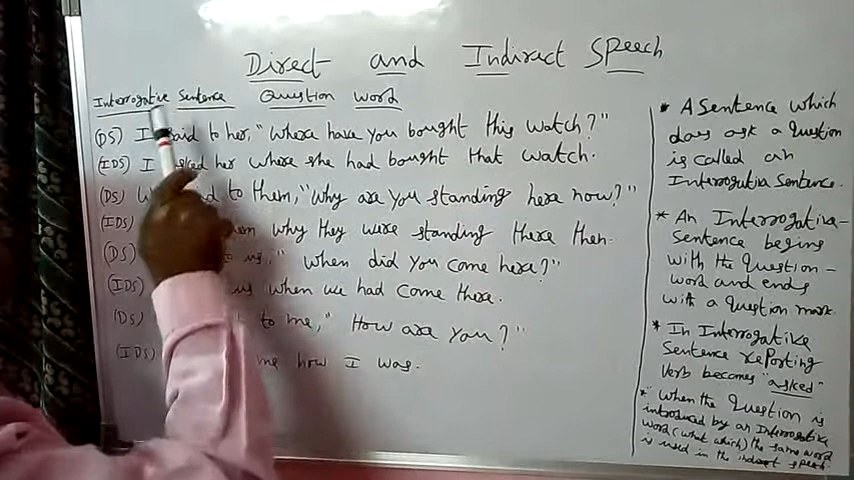 Direct and Indirect Speech
Interrogative Sentence Question Word
(DS) I said to her, "Where have you bought this watch?"
(IDS) I asked her where she had bought that watch.
(DS) to them, "Why are you standing here now?"
(IDS) why they were standing there then.
(DS) us, "When did you come here?"
(IDS) us when we had come there.
(DS) to me, "How are you?"
(IDS) me how I was.
* A Sentence which
does ask a Question
is called an
Interrogative Sentence.
* An Interrogative-
Sentence begins
with the Question-
word and ends
with a Question mark.
* In Interrogative
Sentence reporting
Verb becomes "asked"
* When the Question is
introduced by an Interrogative
word (what which) the same word
is used in the indirect speech.